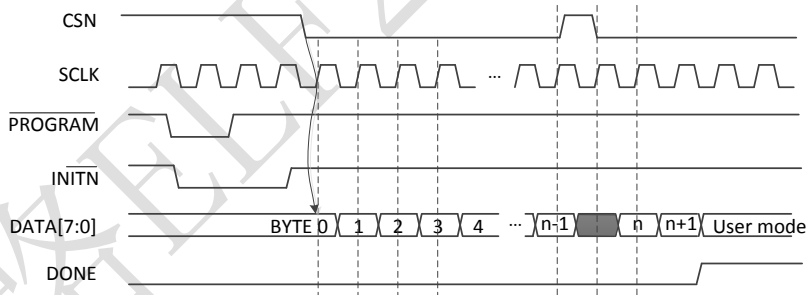 CSN
SCLK
...
PROGRAM
INITN
DATA[7:0] BYTE 0 1 2 3 4 ... n-1 n n+1 User mode
DONE